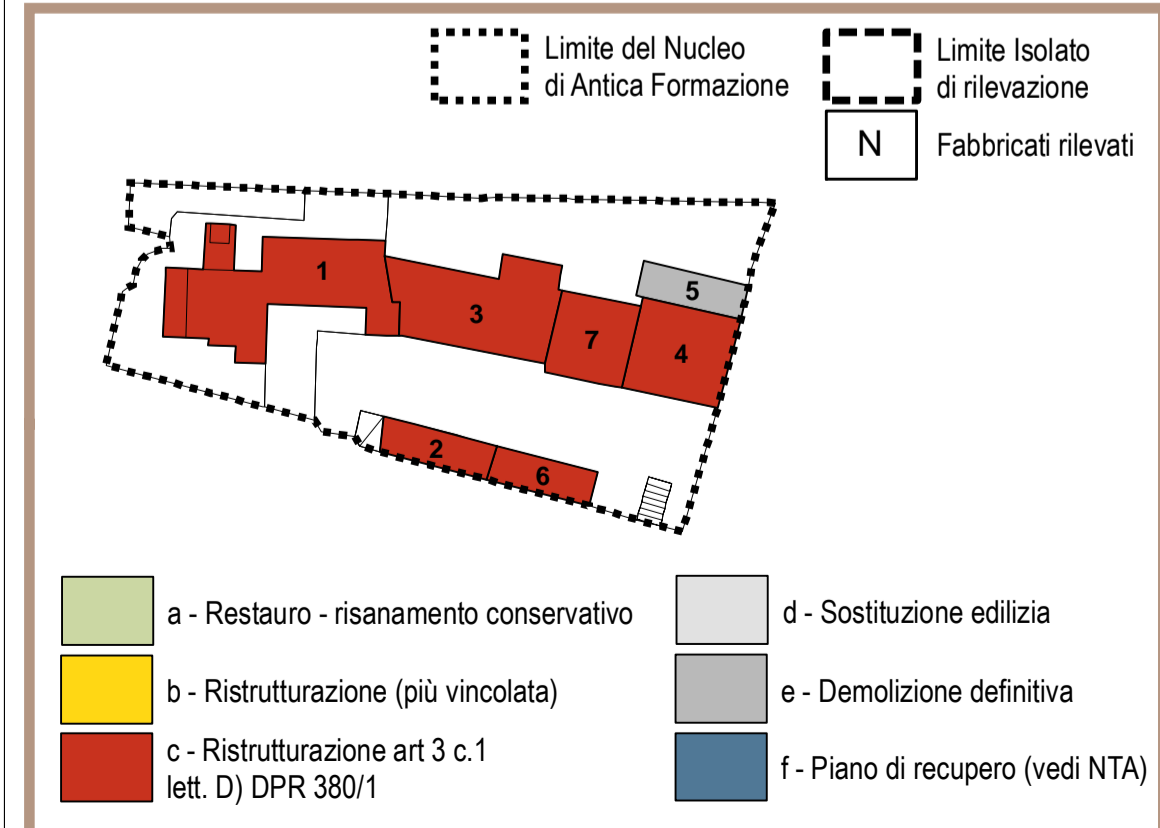 Limite del Nucleo
di Antica Formazione
Limite Isolato
di rilevazione
N
Fabbricati rilevati
1
3
5
7
4
2
6
a - Restauro - risanamento conservativo
b - Ristrutturazione (più vincolata)
c - Ristrutturazione art 3 c.1
lett. D) DPR 380/1
d - Sostituzione edilizia
e - Demolizione definitiva
f - Piano di recupero (vedi NTA)